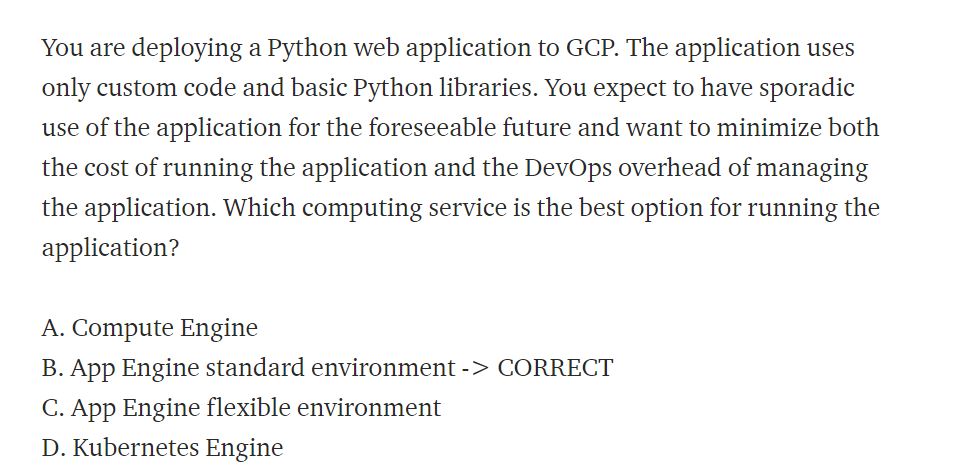 You are deploying a Python web application to GCP. The application uses
only custom code and basic Python libraries. You expect to have sporadic
use of the application for the foreseeable future and want to minimize both
the cost of running the application and the DevOps overhead of managing
the application. Which computing service is the best option for running the
application?
A. Compute Engine
B. App Engine standard environment -> CORRECT
C. App Engine flexible environment
D. Kubernetes Engine